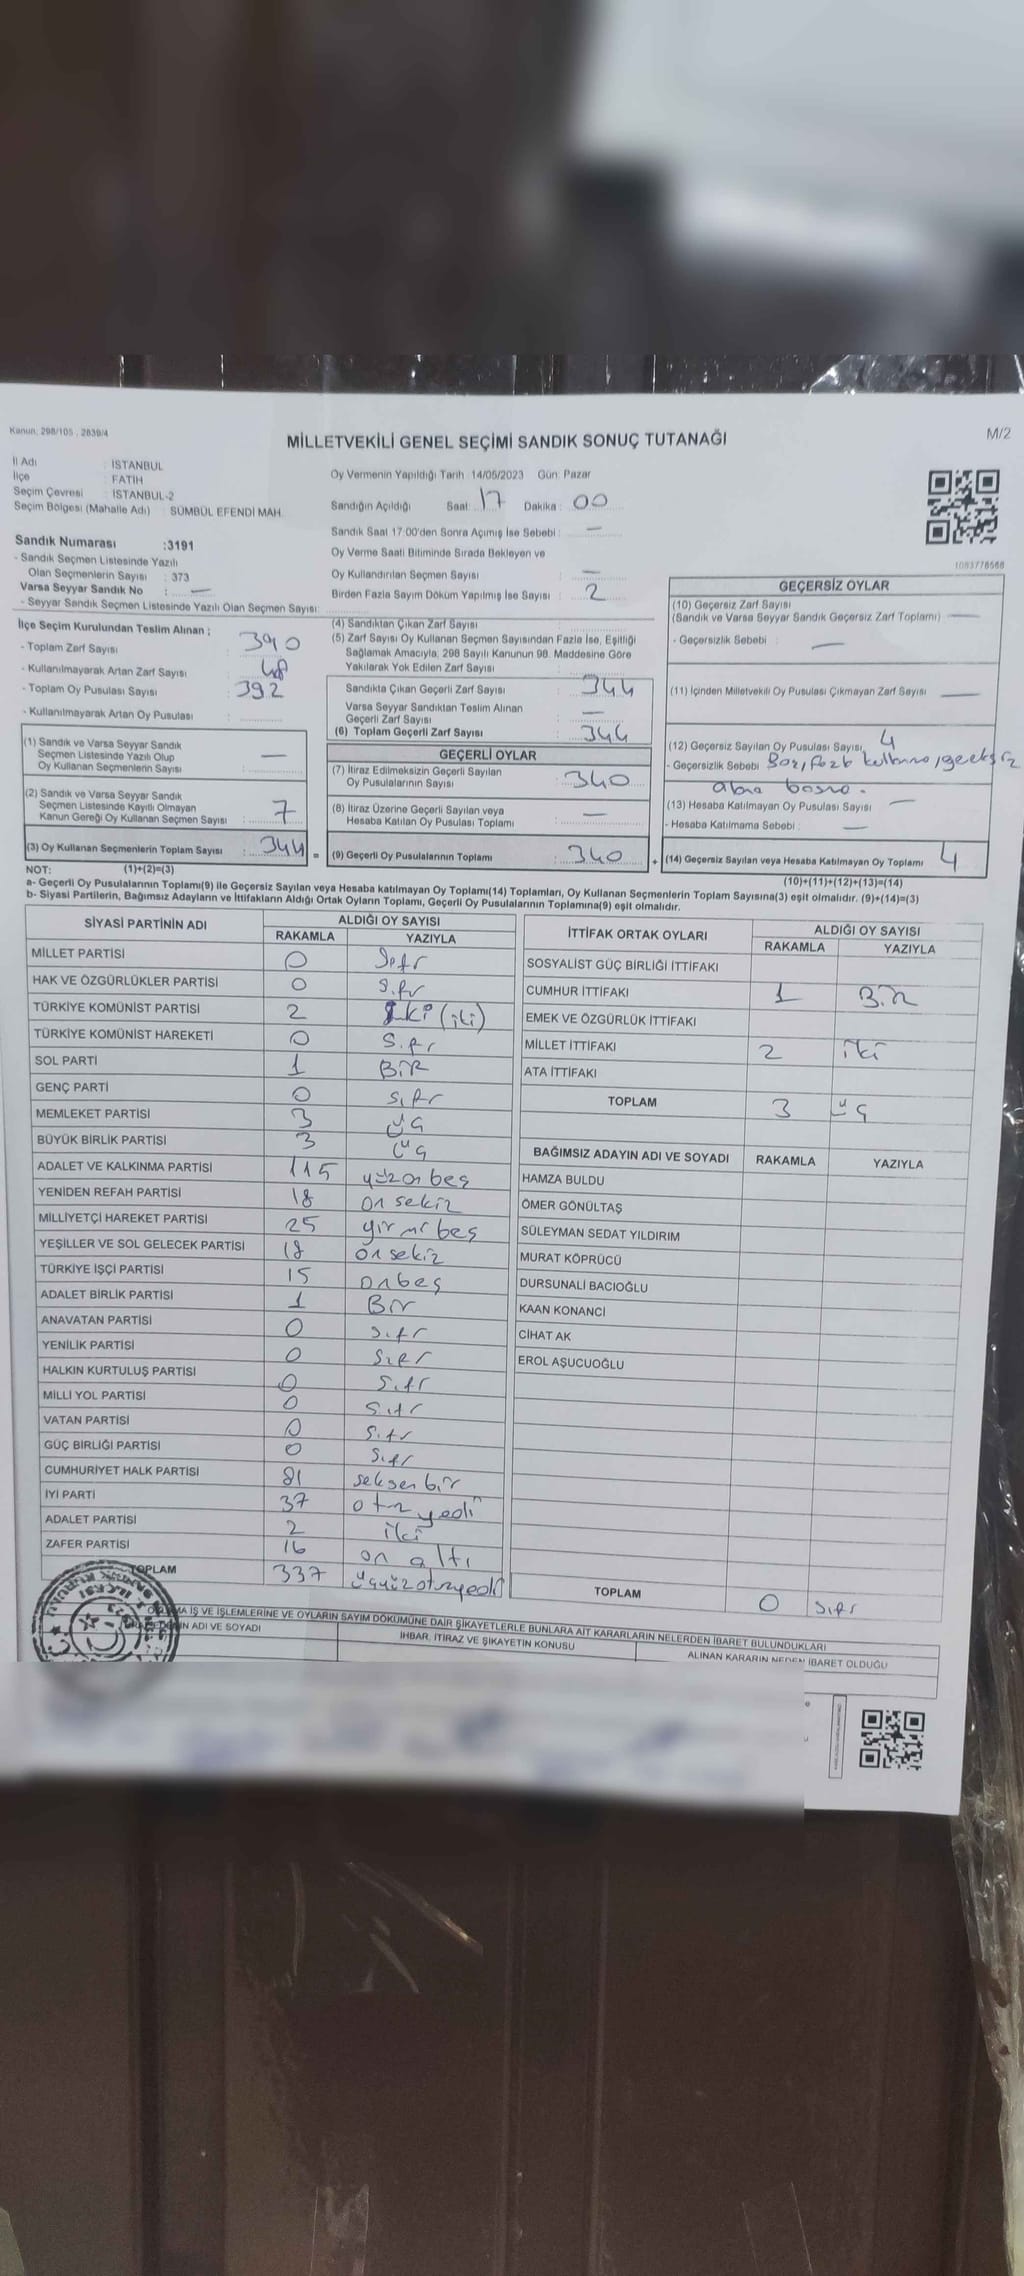 Kanun: 298/105 , 2839/4
MİLLETVEKİLİ GENEL SEÇİMİ SANDIK SONUÇ TUTANAĞI
M/2
İl Adı : İSTANBUL
İlçe : FATİH
Seçim Çevresi : İSTANBUL-2
Seçim Bölgesi (Mahalle Adı) : SÜMBÜL EFENDİ MAH.
Oy Vermenin Yapıldığı Tarih 14/05/2023 Gün: Pazar
Sandığın Açıldığı Saat: 17 Dakika : 00
Sandık Saat 17:00'den Sonra Açımış İse Sebebi : —
Oy Verme Saati Bitiminde Sırada Bekleyen ve
Oy Kullandırılan Seçmen Sayısı : —
Birden Fazla Sayım Döküm Yapılmış İse Sayısı : 2
1083778568
Sandık Numarası :3191
- Sandık Seçmen Listesinde Yazılı
Olan Seçmenlerin Sayısı : 373
Varsa Seyyar Sandık No : —
- Seyyar Sandık Seçmen Listesinde Yazılı Olan Seçmen Sayısı:
İlçe Seçim Kurulundan Teslim Alınan ;
- Toplam Zarf Sayısı : 390
- Kullanılmayarak Artan Zarf Sayısı : 48
- Toplam Oy Pusulası Sayısı : 392
- Kullanılmayarak Artan Oy Pusulası :
(1) Sandık ve Varsa Seyyar Sandık
Seçmen Listesinde Yazılı Olup
Oy Kullanan Seçmenlerin Sayısı : —
(2) Sandık ve Varsa Seyyar Sandık
Seçmen Listesinde Kayıtlı Olmayan
Kanun Gereği Oy Kullanan Seçmen Sayısı : 7
(3) Oy Kullanan Seçmenlerin Toplam Sayısı : 344 =
(4) Sandıktan Çıkan Zarf Sayısı :
(5) Zarf Sayısı Oy Kullanan Seçmen Sayısından Fazla İse, Eşitliği
Sağlamak Amacıyla, 298 Sayılı Kanunun 98. Maddesine Göre
Yakılarak Yok Edilen Zarf Sayısı :
Sandıkta Çıkan Geçerli Zarf Sayısı : 344
Varsa Seyyar Sandıktan Teslim Alınan
Geçerli Zarf Sayısı : —
(6) Toplam Geçerli Zarf Sayısı : 344
GEÇERLİ OYLAR
(7) İtiraz Edilmeksizin Geçerli Sayılan
Oy Pusulalarının Sayısı : 340
(8) İtiraz Üzerine Geçerli Sayılan veya
Hesaba Katılan Oy Pusulası Toplamı : —
(9) Geçerli Oy Pusulalarının Toplamı : 340 +
GEÇERSİZ OYLAR
(10) Geçersiz Zarf Sayısı
(Sandık ve Varsa Seyyar Sandık Geçersiz Zarf Toplamı) —
- Geçersizlik Sebebi : —
(11) İçinden Milletvekili Oy Pusulası Çıkmayan Zarf Sayısı —
(12) Geçersiz Sayılan Oy Pusulası Sayısı 4
- Geçersizlik Sebebi
(13) Hesaba Katılmayan Oy Pusulası Sayısı —
- Hesaba Katılmama Sebebi : —
(14) Geçersiz Sayılan veya Hesaba Katılmayan Oy Toplamı 4
NOT: (1)+(2)=(3)
(10)+(11)+(12)+(13)=(14)
a- Geçerli Oy Pusulalarının Toplamı(9) ile Geçersiz Sayılan veya Hesaba katılmayan Oy Toplamı(14) Toplamları, Oy Kullanan Seçmenlerin Toplam Sayısına(3) eşit olmalıdır. (9)+(14)=(3)
b- Siyasi Partilerin, Bağımsız Adayların ve İttifakların Aldığı Ortak Oyların Toplamı, Geçerli Oy Pusulalarının Toplamına(9) eşit olmalıdır.
SİYASİ PARTİNİN ADI ALDIĞI OY SAYISI
RAKAMLA YAZIYLA
MİLLET PARTİSİ 0 Sıfır
HAK VE ÖZGÜRLÜKLER PARTİSİ 0 Sıfır
TÜRKİYE KOMÜNİST PARTİSİ 2 İki (iki)
TÜRKİYE KOMÜNİST HAREKETİ 0 Sıfır
SOL PARTİ 1 BiR
GENÇ PARTİ 0 sıfır
MEMLEKET PARTİSİ 3 üç
BÜYÜK BİRLİK PARTİSİ 3 üç
ADALET VE KALKINMA PARTİSİ 115 yüzonbeş
YENİDEN REFAH PARTİSİ 18 on sekiz
MİLLİYETÇİ HAREKET PARTİSİ 25 yirmi beş
YEŞİLLER VE SOL GELECEK PARTİSİ 18 on sekiz
TÜRKİYE İŞÇİ PARTİSİ 15 onbeş
ADALET BİRLİK PARTİSİ 1 Bir
ANAVATAN PARTİSİ 0 sıfır
YENİLİK PARTİSİ 0 sıfır
HALKIN KURTULUŞ PARTİSİ 0 sıfır
MİLLİ YOL PARTİSİ 0 sıfır
VATAN PARTİSİ 0 sıfır
GÜÇ BİRLİĞİ PARTİSİ 0 sıfır
CUMHURİYET HALK PARTİSİ 81 seksen bir
İYİ PARTİ 37 otuz yedi
ADALET PARTİSİ 2 iki
ZAFER PARTİSİ 16 on altı
TOPLAM 337 üçyüzotuzyedi
İTTİFAK ORTAK OYLARI ALDIĞI OY SAYISI
RAKAMLA YAZIYLA
SOSYALİST GÜÇ BİRLİĞİ İTTİFAKI
CUMHUR İTTİFAKI 1 Bir
EMEK VE ÖZGÜRLÜK İTTİFAKI
MİLLET İTTİFAKI 2 iki
ATA İTTİFAKI
TOPLAM 3 üç
BAĞIMSIZ ADAYIN ADI VE SOYADI RAKAMLA YAZIYLA
HAMZA BULDU
ÖMER GÖNÜLTAŞ
SÜLEYMAN SEDAT YILDIRIM
MURAT KÖPRÜCÜ
DURSUNALİ BACIOĞLU
KAAN KONANCİ
CİHAT AK
EROL AŞUCUOĞLU
TOPLAM 0 sıfır
İŞ VE İŞLEMLERİNE VE OYLARIN SAYIM DÖKÜMÜNE DAİR ŞİKAYETLERLE BUNLARA AİT KARARLARIN NELERDEN İBARET BULUNDUKLARI
ADI VE SOYADI İHBAR, İTİRAZ VE ŞİKAYETİN KONUSU ALINAN KARARIN NEDEN İBARET OLDUĞU